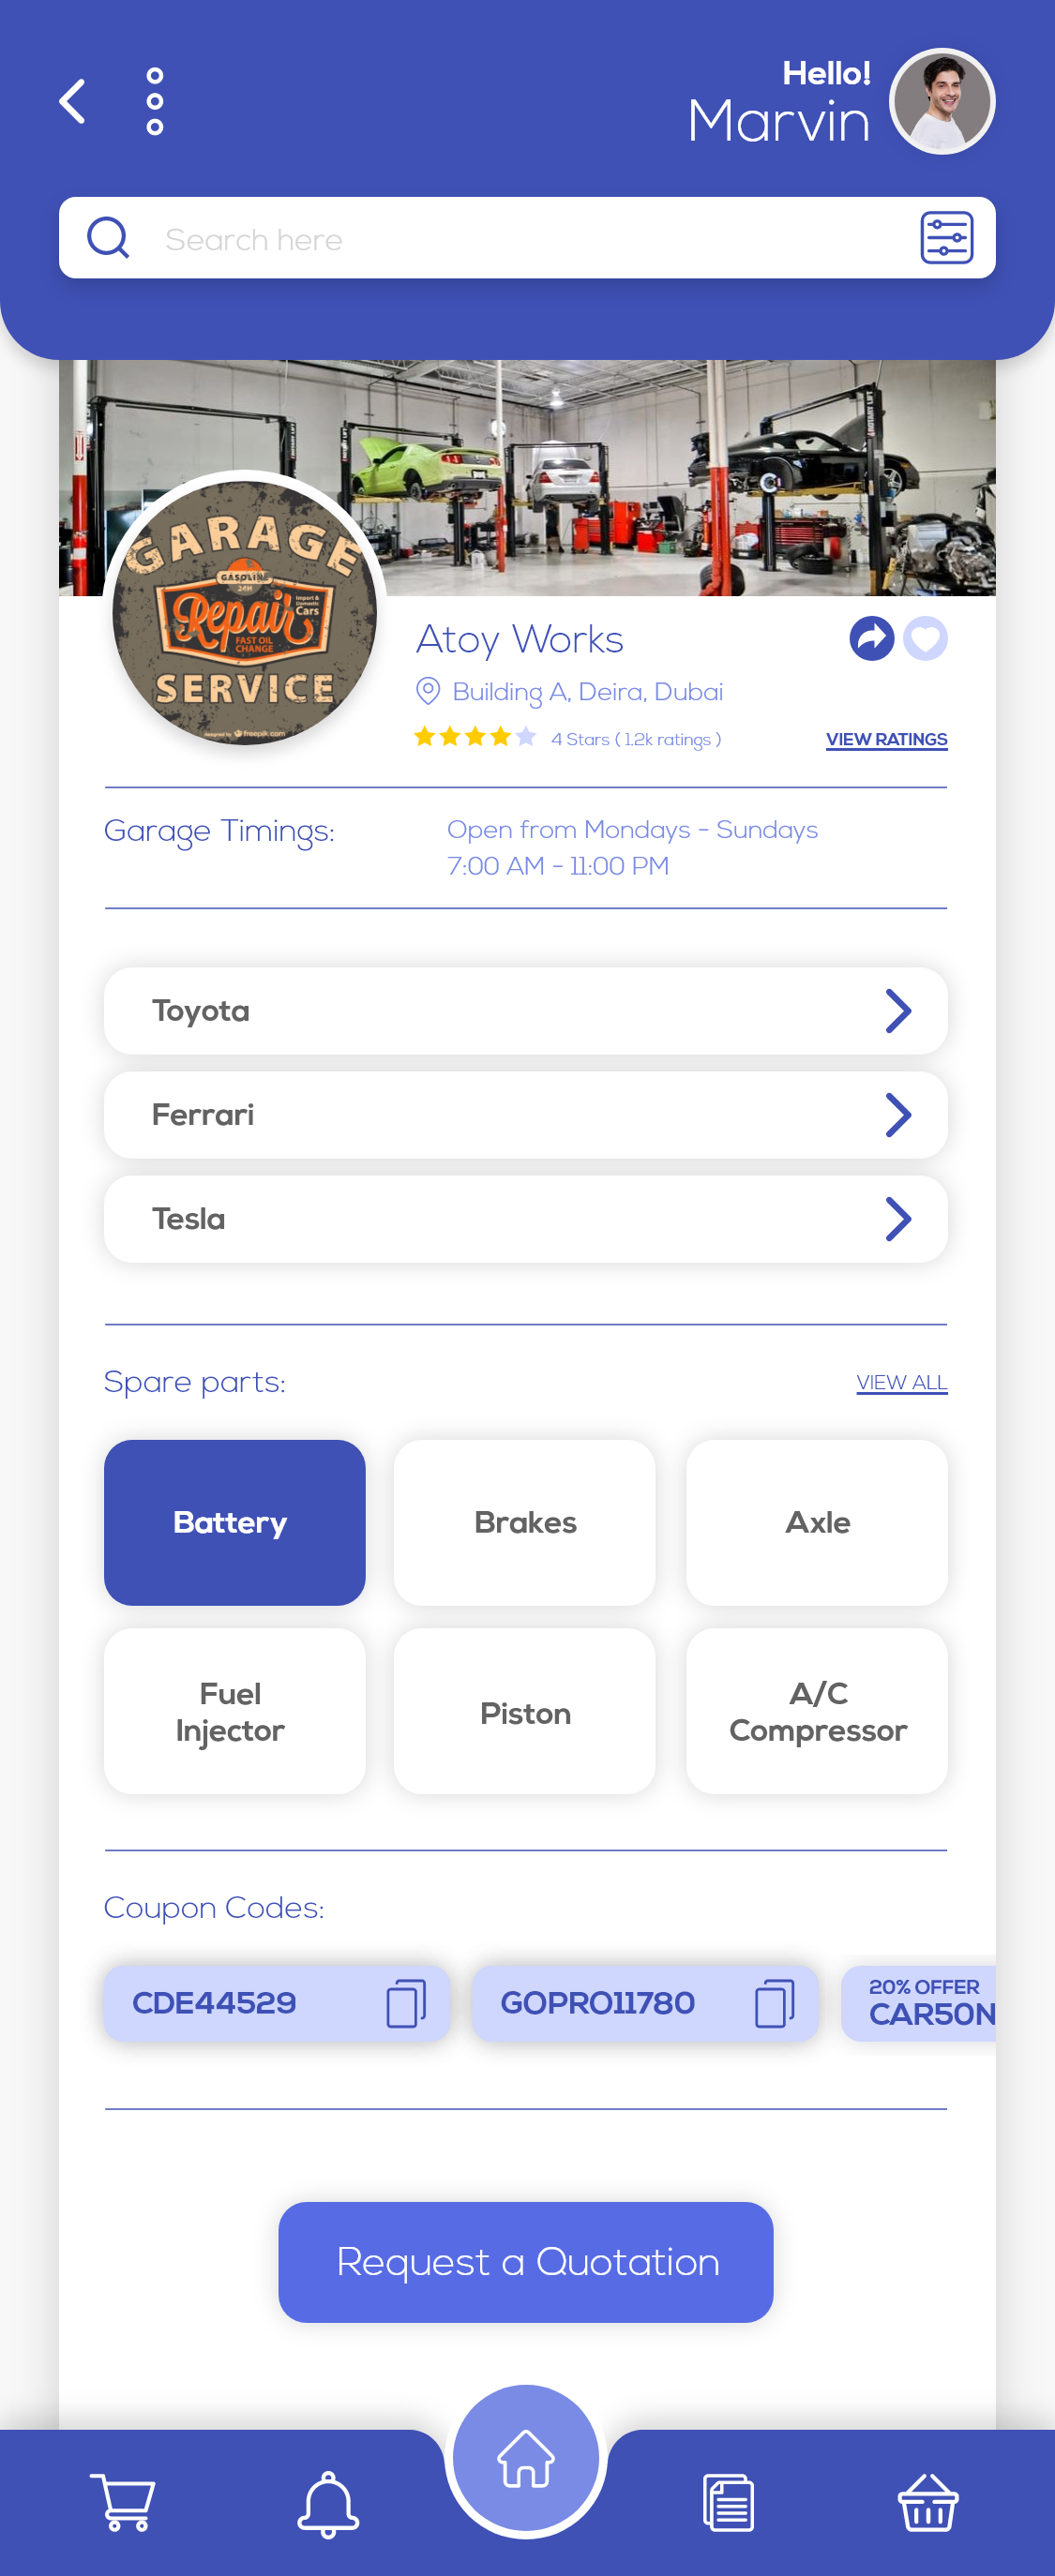 Hello!
Marvin
Search here
GARAGE
GASOLINE
24H
Repair
Import &
Domestic
Cars
FAST OIL
CHANGE
SERVICE
designed by freepik.com
Atoy Works
Building A, Deira, Dubai
4 Stars ( 1.2k ratings )
VIEW RATINGS
Garage Timings:
Open from Mondays - Sundays
7:00 AM - 11:00 PM
Toyota
Ferrari
Tesla
Spare parts:
VIEW ALL
Battery
Brakes
Axle
Fuel
Injector
Piston
A/C
Compressor
Coupon Codes:
CDE44529
GOPRO11780
20% OFFER
CAR50N
Request a Quotation